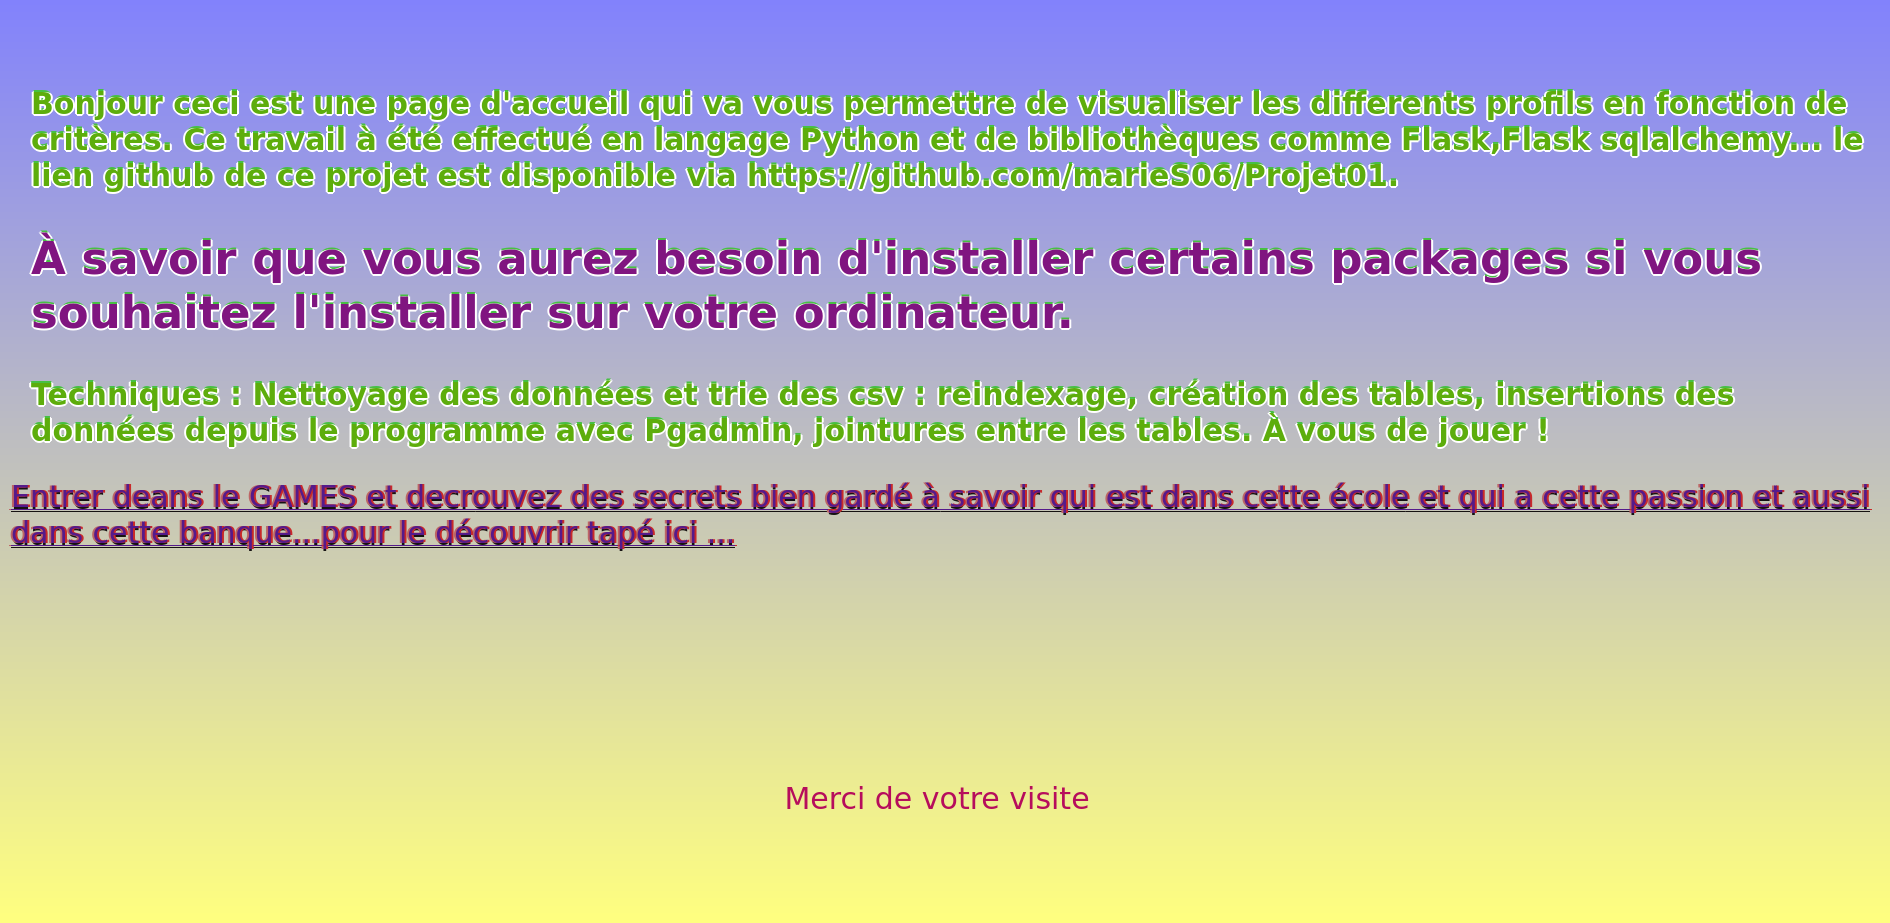 Bonjour ceci est une page d'accueil qui va vous permettre de visualiser les differents profils en fonction de
critères. Ce travail à été effectué en langage Python et de bibliothèques comme Flask,Flask sqlalchemy... le
lien github de ce projet est disponible via https://github.com/marieS06/Projet01.
À savoir que vous aurez besoin d'installer certains packages si vous
souhaitez l'installer sur votre ordinateur.
Techniques : Nettoyage des données et trie des csv : reindexage, création des tables, insertions des
données depuis le programme avec Pgadmin, jointures entre les tables. À vous de jouer !
Entrer deans le GAMES et decrouvez des secrets bien gardé à savoir qui est dans cette école et qui a cette passion et aussi
dans cette banque...pour le découvrir tapé ici ...
Merci de votre visite